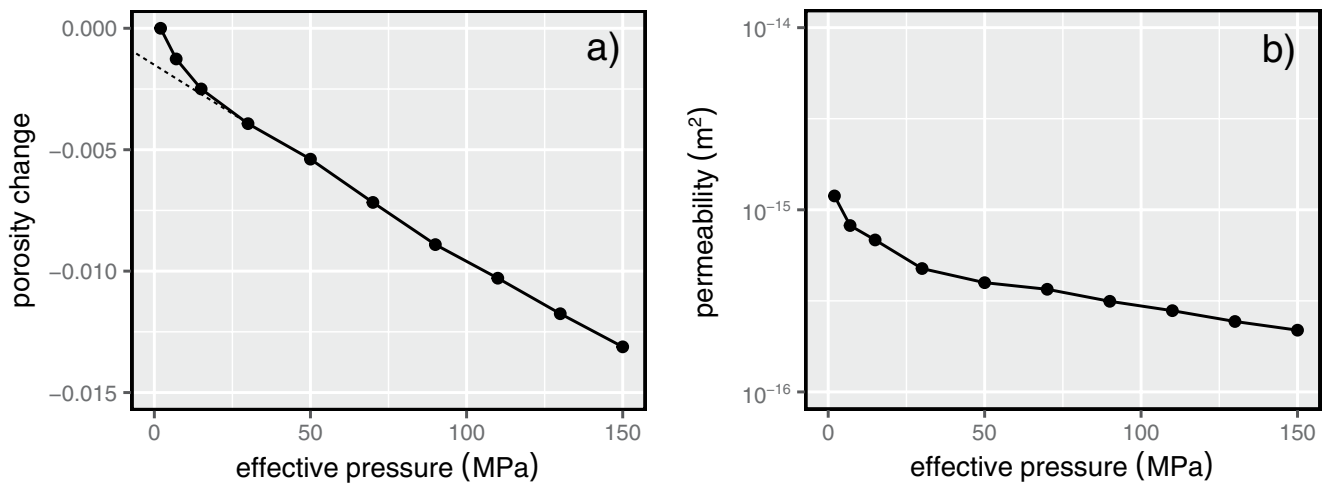 a)
0.000
−0.005
−0.010
−0.015
porosity change
0
50
100
150
effective pressure (MPa)
b)
10⁻¹⁴
10⁻¹⁵
10⁻¹⁶
permeability (m²)
0
50
100
150
effective pressure (MPa)